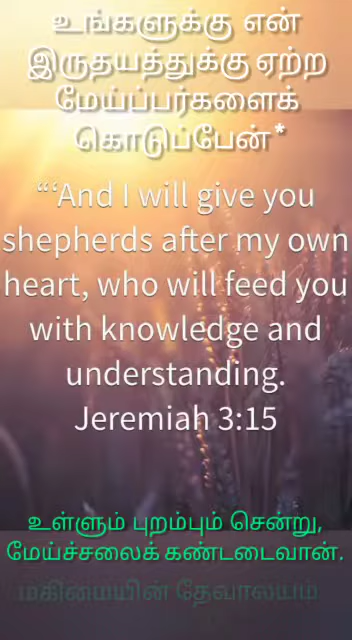 உங்களுக்கு என்
இருதயத்துக்கு ஏற்ற
மேய்ப்பர்களைக்
கொடுப்பேன்*
“‘And I will give you
shepherds after my own
heart, who will feed you
with knowledge and
understanding.
Jeremiah 3:15
உள்ளும் புறம்பும் சென்று,
மேய்ச்சலைக் கண்டடைவான்.
மகிமையின் தேவாலயம்